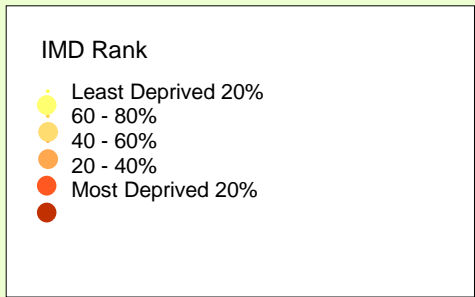 IMD Rank
Least Deprived 20%
60 - 80%
40 - 60%
20 - 40%
Most Deprived 20%